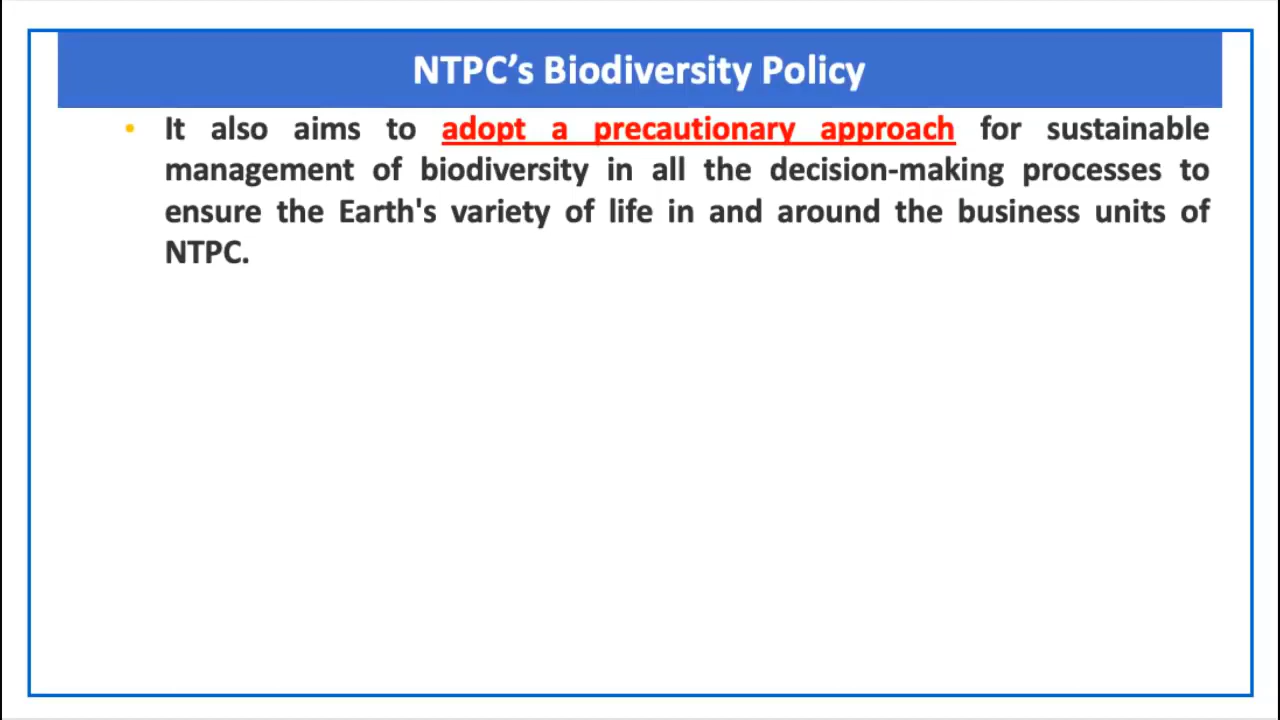 NTPC’s Biodiversity Policy
• It also aims to adopt a precautionary approach for sustainable
management of biodiversity in all the decision-making processes to
ensure the Earth's variety of life in and around the business units of
NTPC.